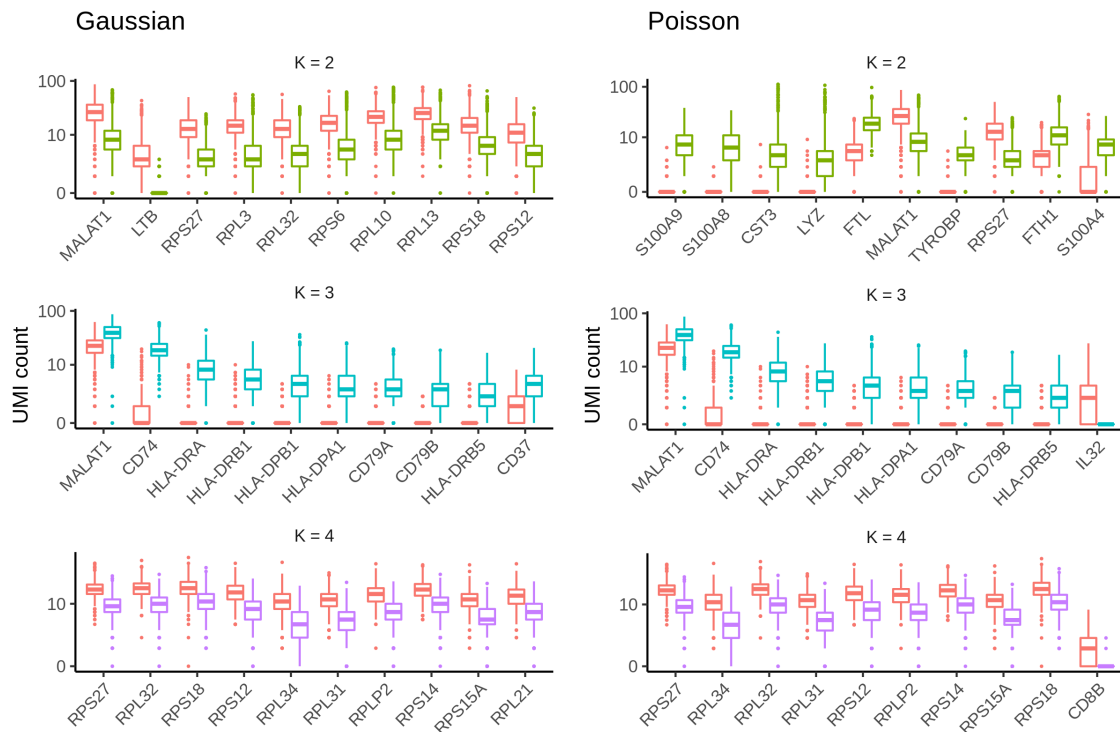 Gaussian
Poisson
K = 2
100
10
0
MALAT1 LTB RPS27 RPL3 RPL32 RPS6 RPL10 RPL13 RPS18 RPS12
K = 2
100
10
0
S100A9 S100A8 CST3 LYZ FTL MALAT1 TYROBP RPS27 FTH1 S100A4
UMI count
K = 3
100
10
0
MALAT1 CD74 HLA-DRA HLA-DRB1 HLA-DPB1 HLA-DPA1 CD79A CD79B HLA-DRB5 CD37
UMI count
K = 3
100
10
0
MALAT1 CD74 HLA-DRA HLA-DRB1 HLA-DPB1 HLA-DPA1 CD79A CD79B HLA-DRB5 IL32
K = 4
10
0
RPS27 RPL32 RPS18 RPS12 RPL34 RPL31 RPLP2 RPS14 RPS15A RPL21
K = 4
10
0
RPS27 RPL34 RPL32 RPL31 RPS12 RPLP2 RPS14 RPS15A RPS18 CD8B